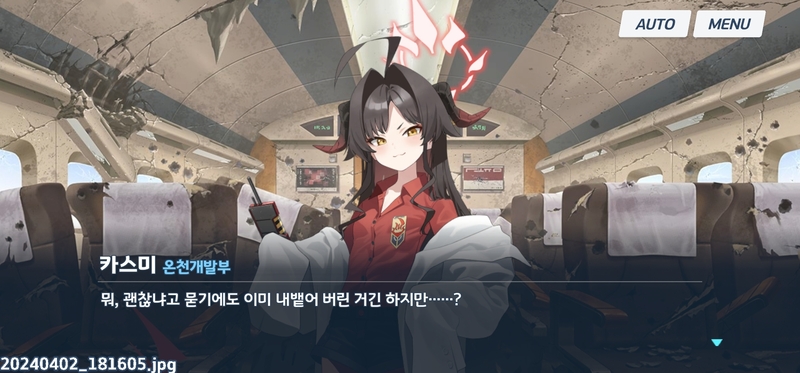 AUTO MENU
카스미 온천개발부
뭐, 괜찮냐고 묻기에도 이미 내뱉어 버린 거긴 하지만……?
20240402_181605.jpg